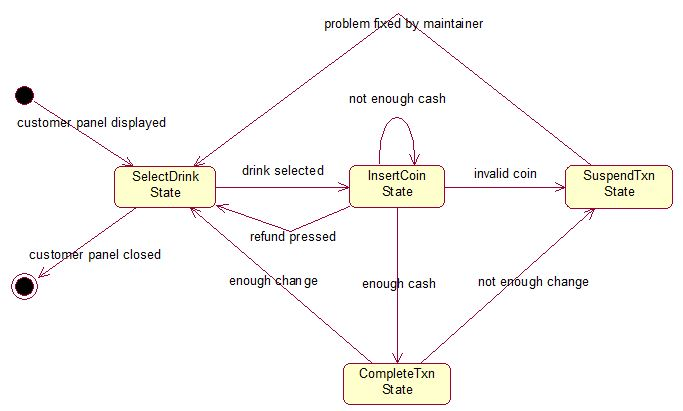 problem fixed by maintainer
not enough cash
customer panel displayed
SelectDrink
State
drink selected
InsertCoin
State
invalid coin
SuspendTxn
State
refund pressed
customer panel closed
enough change
enough cash
not enough change
CompleteTxn
State